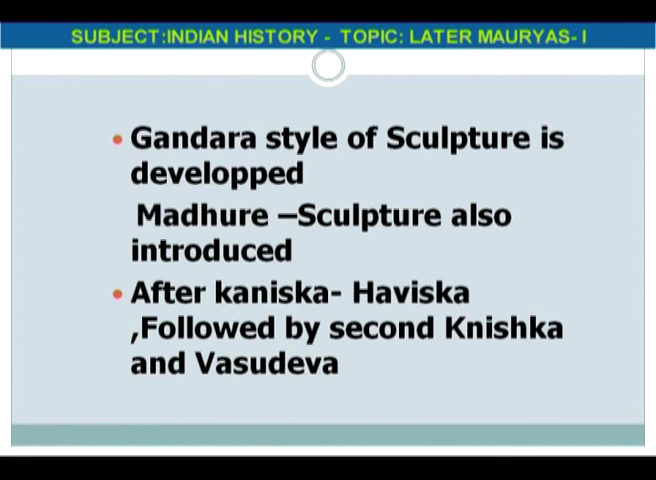 SUBJECT:INDIAN HISTORY - TOPIC: LATER MAURYAS- I
• Gandara style of Sculpture is
developped
Madhure –Sculpture also
introduced
• After kaniska- Haviska
,Followed by second Knishka
and Vasudeva